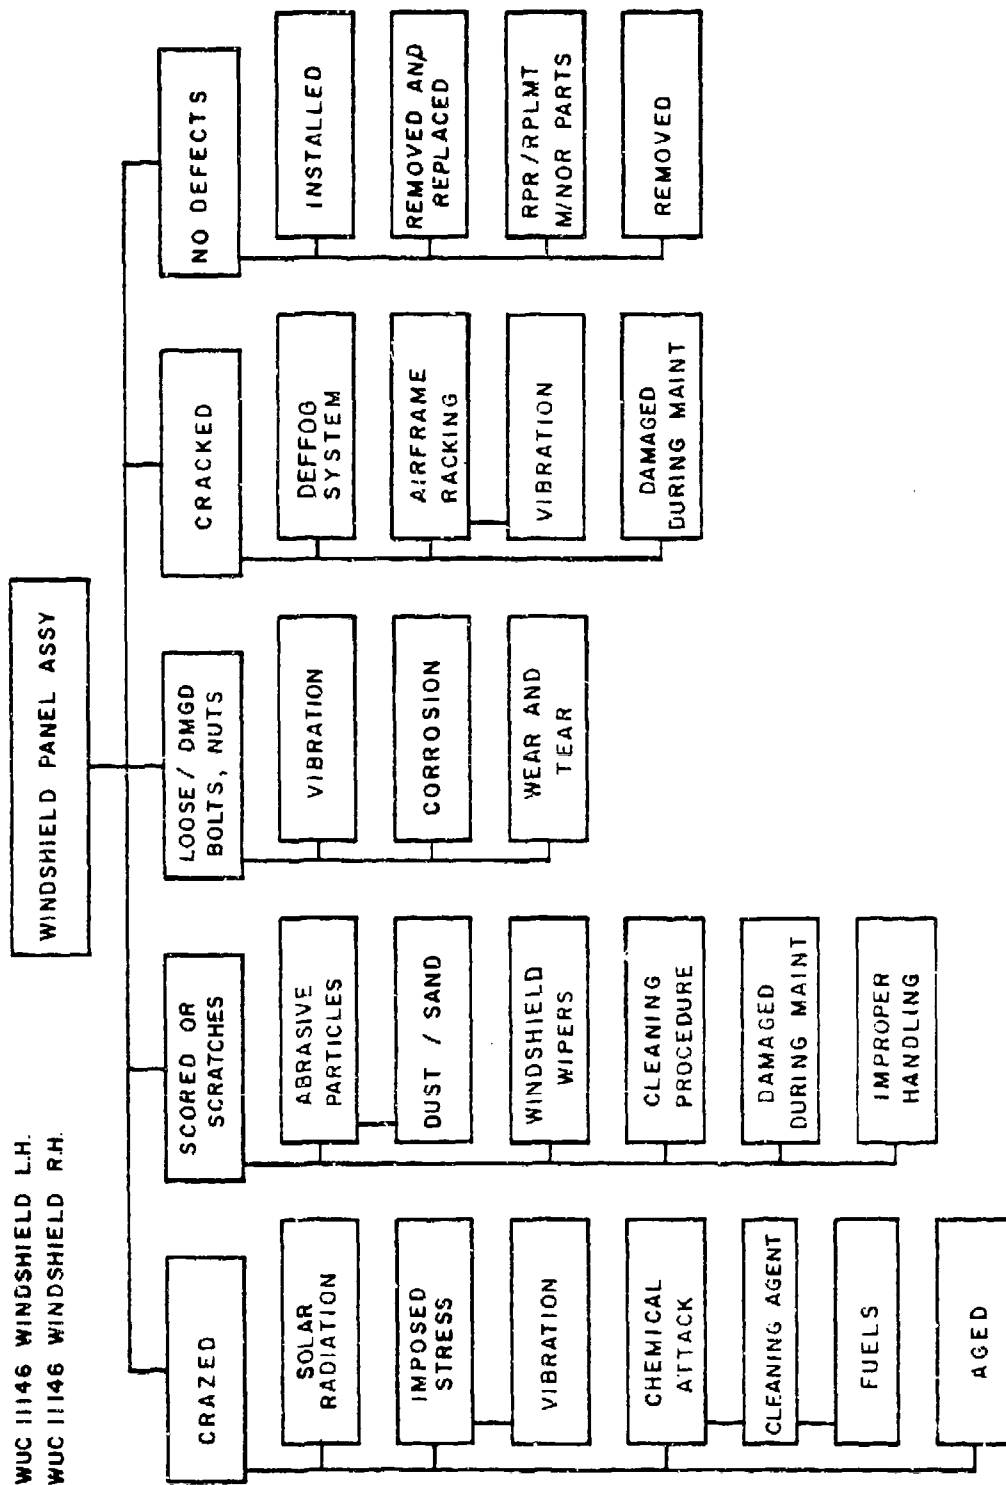 WUC 11146 WINDSHIELD L.H.
WUC 11146 WINDSHIELD R.H.
WINDSHIELD PANEL ASSY
CRAZED
SOLAR
RADIATION
IMPOSED
STRESS
VIBRATION
CHEMICAL
ATTACK
CLEANING AGENT
FUELS
AGED
SCORED OR
SCRATCHES
ABRASIVE
PARTICLES
DUST / SAND
WINDSHIELD
WIPERS
CLEANING
PROCEDURE
DAMAGED
DURING MAINT
IMPROPER
HANDLING
LOOSE / DMGD
BOLTS, NUTS
VIBRATION
CORROSION
WEAR AND
TEAR
CRACKED
DEFFOG
SYSTEM
AIRFRAME
RACKING
VIBRATION
DAMAGED
DURING MAINT
NO DEFECTS
INSTALLED
REMOVED AND
REPLACED
RPR/RPLMT
M/NOR PARTS
REMOVED